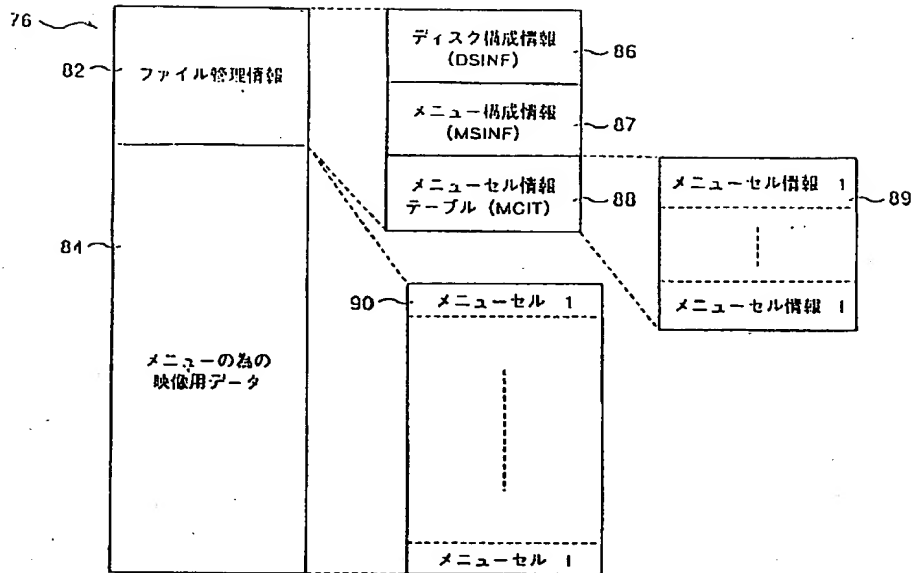 76
82
ファイル管理情報
ディスク構成情報
(DSINF)
86
メニュー構成情報
(MSINF)
87
メニューセル情報
テーブル (MCIT)
88
メニューセル情報 1
89
メニューセル情報 I
84
メニューの為の
映像用データ
90
メニューセル 1
メニューセル I